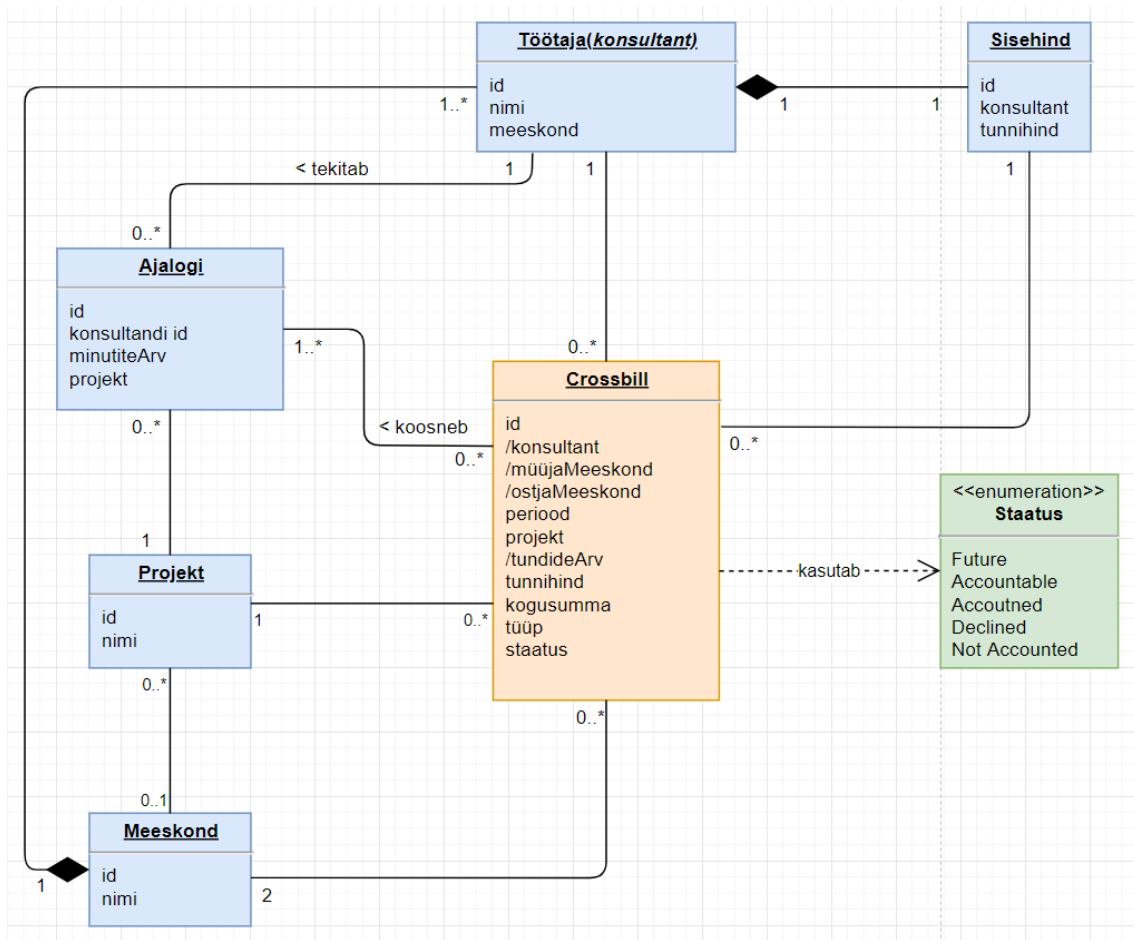 Töötaja(konsultant)
id
nimi
meeskond
Sisehind
id
konsultant
tunnihind
1..*
1
1
1
1
1
< tekitab
0..*
Ajalogi
id
konsultandi id
minutiteArv
projekt
1..*
0..*
0..*
< koosneb
0..*
0..*
Crossbill
id
/konsultant
/müüjaMeeskond
/ostjaMeeskond
periood
projekt
/tundideArv
tunnihind
kogusumma
tüüp
staatus
<<enumeration>>
Staatus
Future
Accountable
Accoutned
Declined
Not Accounted
kasutab
1
Projekt
id
nimi
1
0..*
0..*
0..*
0..1
Meeskond
id
nimi
1
2